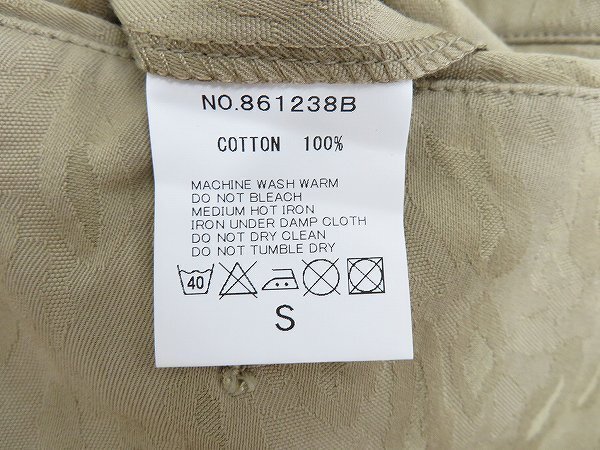 NO.861238B
COTTON 100%
MACHINE WASH WARM
DO NOT BLEACH
MEDIUM HOT IRON
IRON UNDER DAMP CLOTH
DO NOT DRY CLEAN
DO NOT TUMBLE DRY
40
S